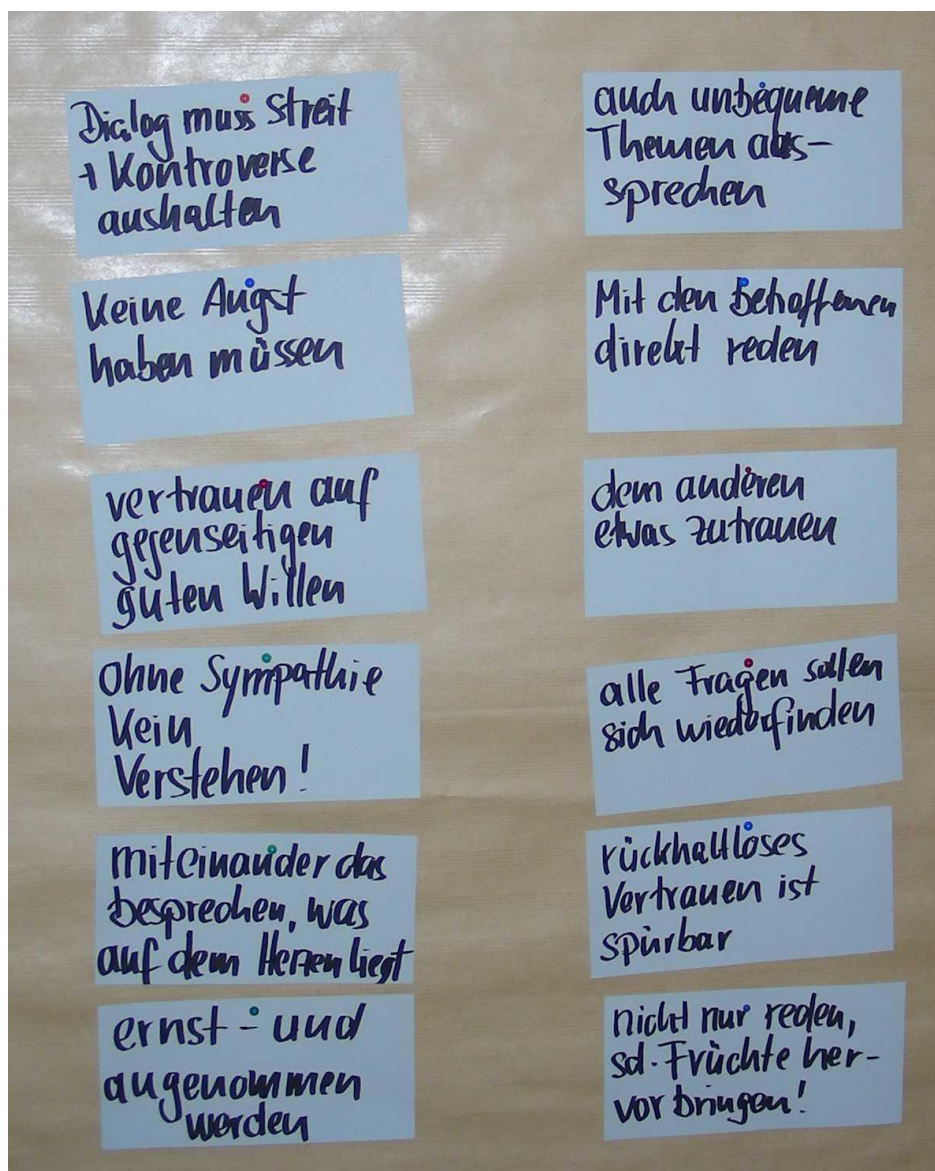 Dialog muss Streit
+ Kontroverse
aushalten
Keine Angst
haben müssen
vertrauen auf
gegenseitigen
guten Willen
ohne Sympathie
kein
Verstehen!
miteinander das
besprechen, was
auf dem Herzen liegt
ernst- und
angenommen
werden
auch unbequeme
Themen aus-
sprechen
Mit den Betroffenen
direkt reden
dem anderen
etwas zutrauen
alle Fragen sollen
sich wiederfinden
rückhaltloses
Vertrauen ist
spürbar
nicht nur reden,
sd. Früchte her-
vorbringen!